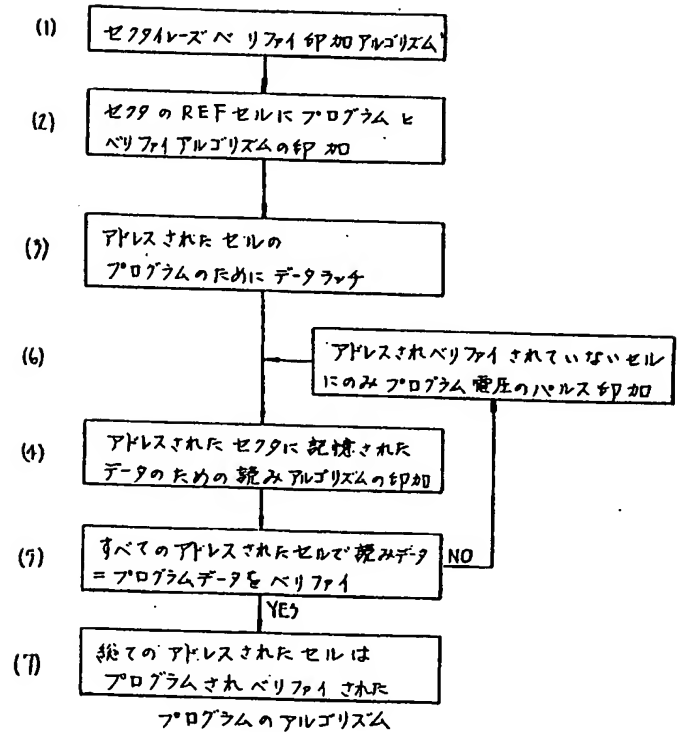 (1)
セクタイレーズベリファイ印加アルゴリズム
(2)
セクタのREFセルにプログラムと
ベリファイアルゴリズムの印加
(3)
アドレスされたセルの
プログラムのためにデータラッチ
(6)
アドレスされベリファイされていないセル
にのみプログラム電圧のパルス印加
(4)
アドレスされたセクタに記憶された
データのための読みアルゴリズムの印加
(5)
すべてのアドレスされたセルで読みデータ
=プログラムデータをベリファイ
NO
YES
(7)
総てのアドレスされたセルは
プログラムされベリファイされた
プログラムのアルゴリズム